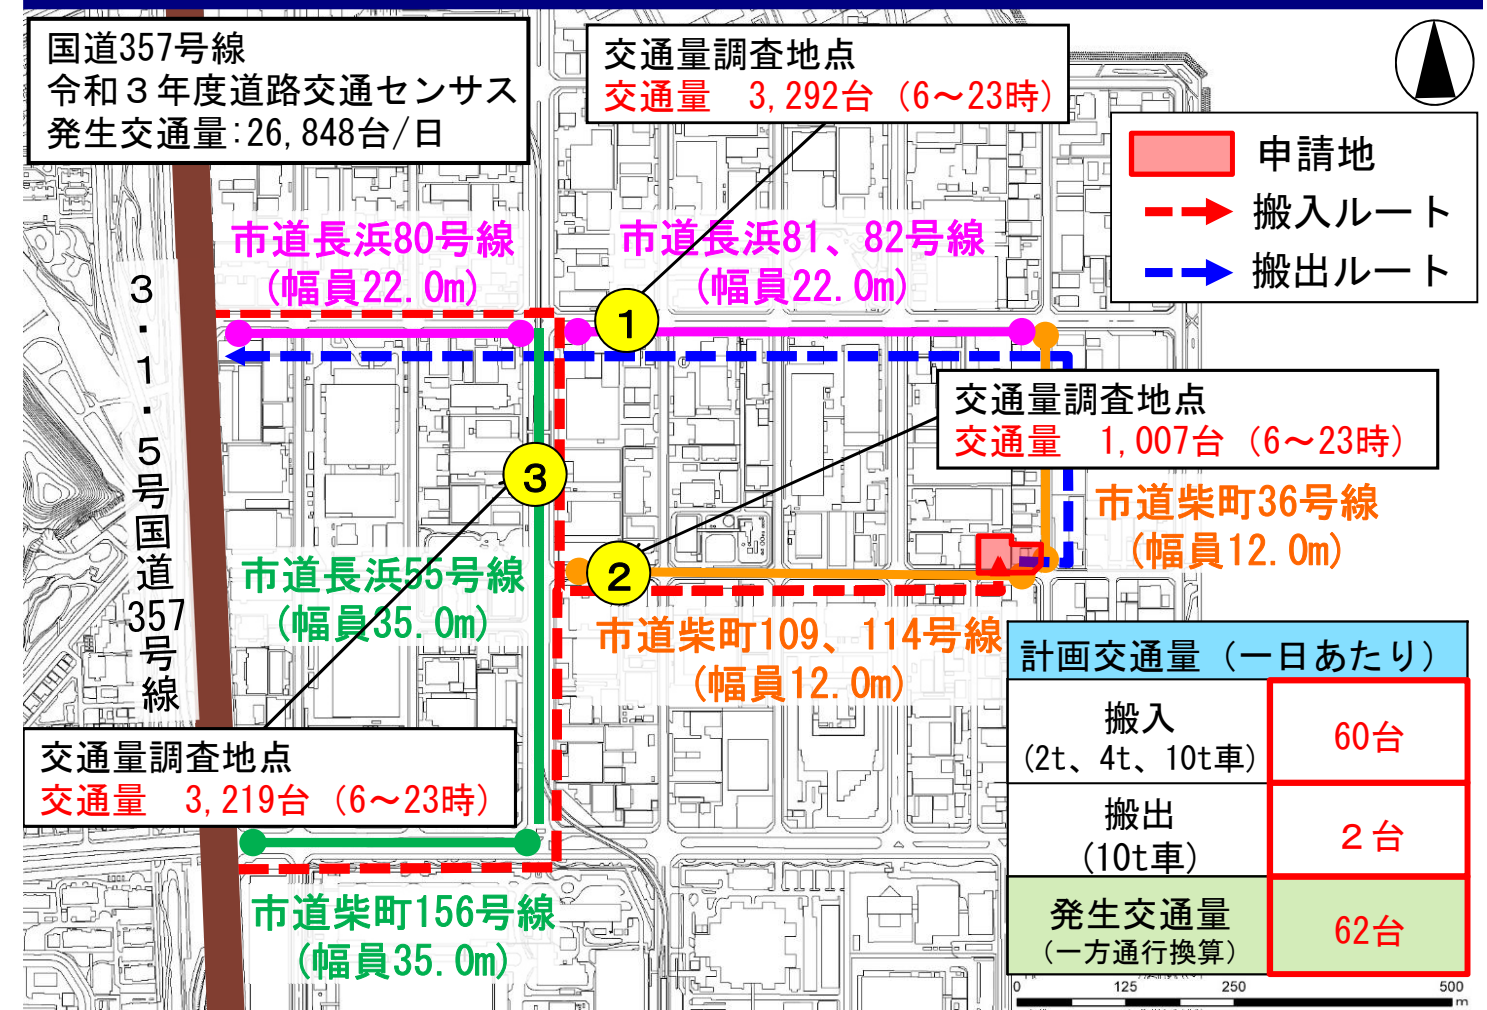 国道357号線
令和３年度道路交通センサス
発生交通量：26,848台/日
交通量調査地点
交通量　3,292台（6～23時）
申請地
搬入ルート
搬出ルート
市道長浜80号線
(幅員22.0m)
市道長浜81、82号線
(幅員22.0m)
3・1・5号国道357号線
1
交通量調査地点
交通量　1,007台（6～23時）
3
市道柴町36号線
(幅員12.0m)
市道長浜55号線
(幅員35.0m)
2
市道柴町109、114号線
(幅員12.0m)
交通量調査地点
交通量　3,219台（6～23時）
市道柴町156号線
(幅員35.0m)
計画交通量（一日あたり）
搬入
(2t、4t、10t車)
60台
搬出
(10t車)
２台
発生交通量
(一方通行換算)
62台
0 125 250 500
m